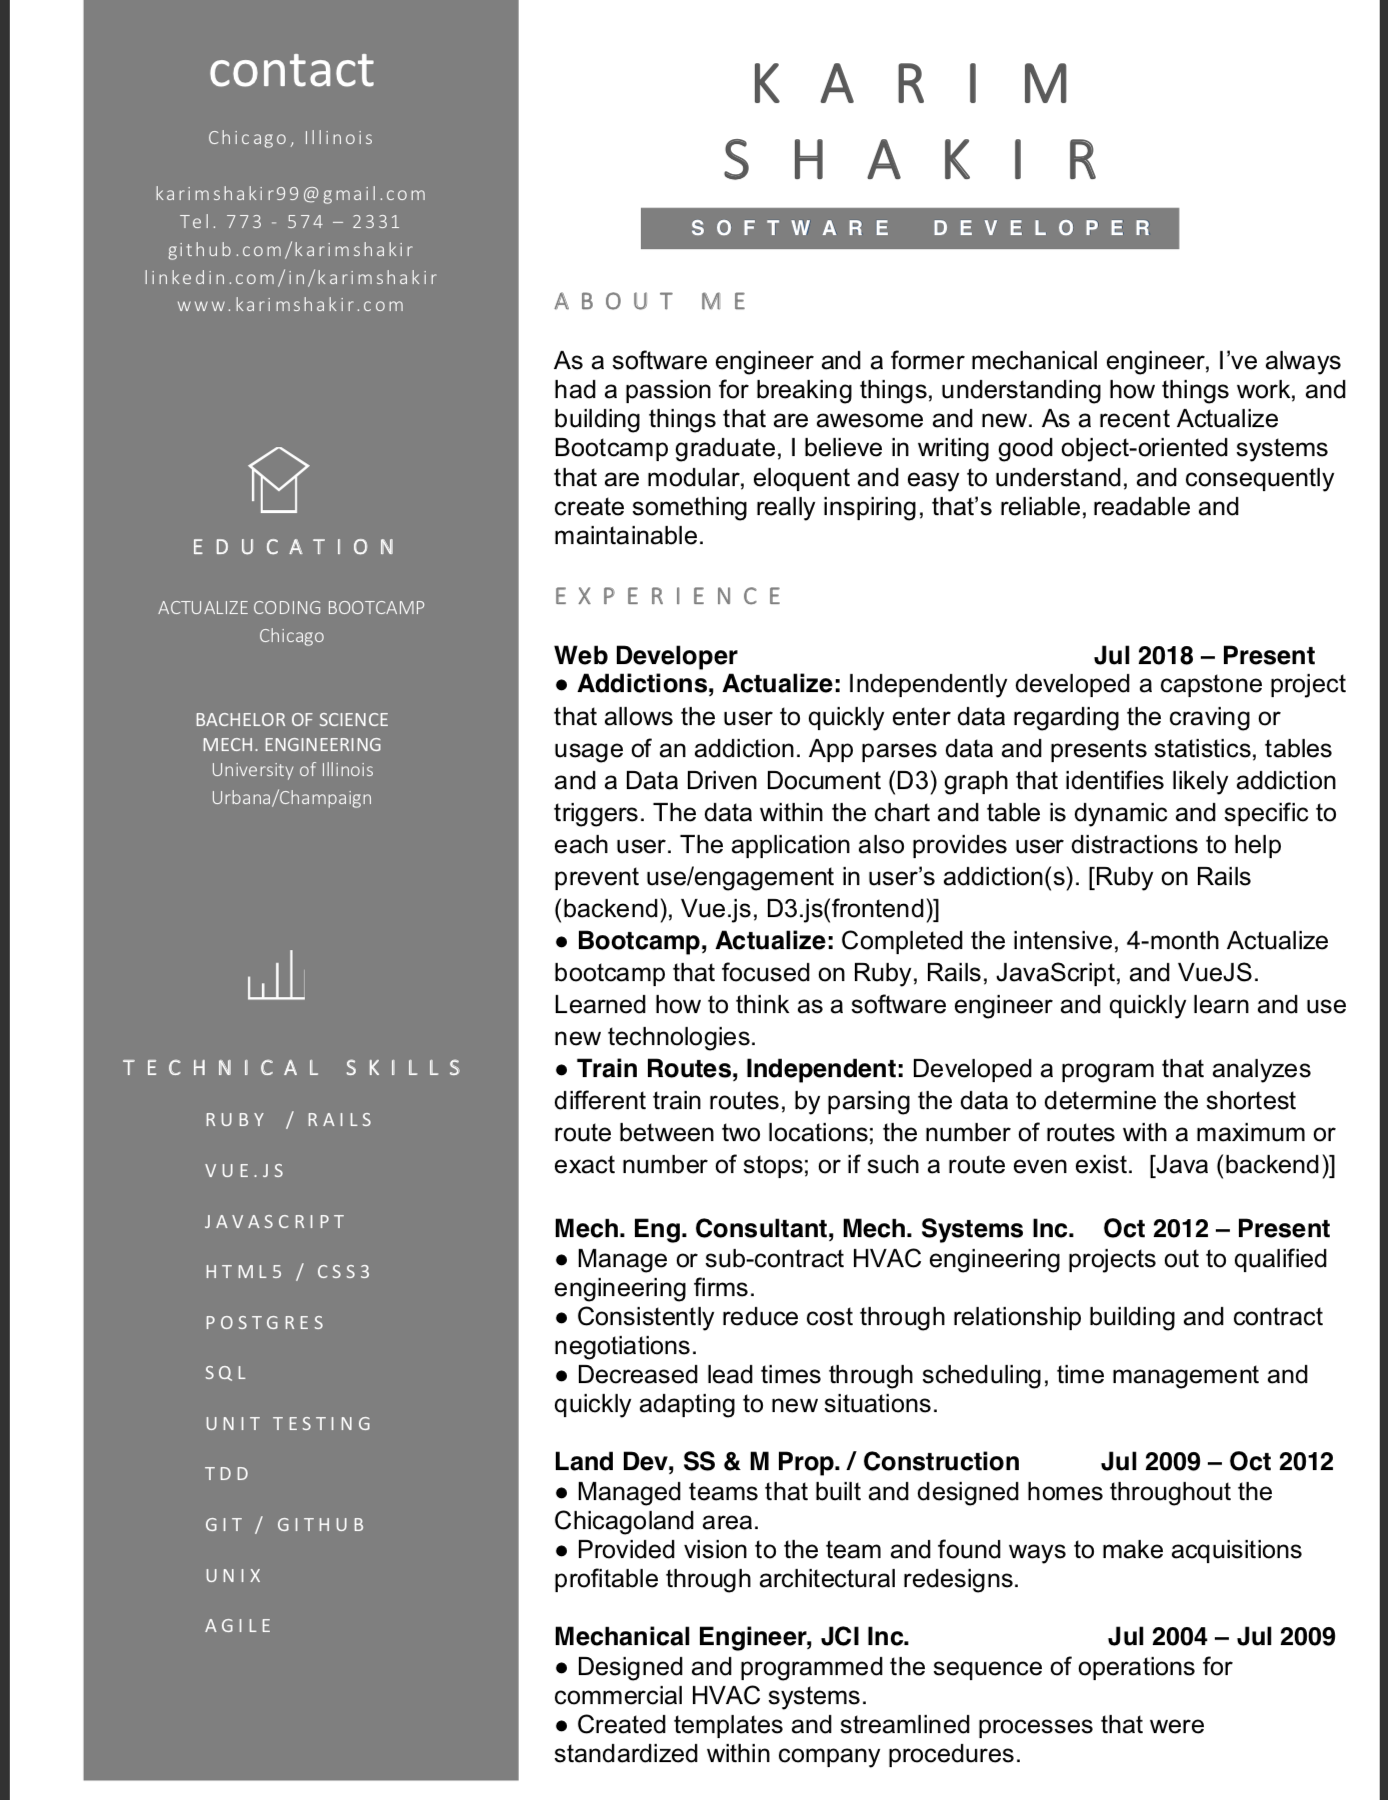 contact
Chicago, Illinois
karimshakir99@gmail.com
Tel. 773 - 574 – 2331
github.com/karimshakir
linkedin.com/in/karimshakir
www.karimshakir.com
EDUCATION
ACTUALIZE CODING BOOTCAMP
Chicago
BACHELOR OF SCIENCE
MECH. ENGINEERING
University of Illinois
Urbana/Champaign
TECHNICAL SKILLS
RUBY / RAILS
VUE.JS
JAVASCRIPT
HTML5 / CSS3
POSTGRES
SQL
UNIT TESTING
TDD
GIT / GITHUB
UNIX
AGILE
KARIM
SHAKIR
SOFTWARE DEVELOPER
ABOUT ME
As a software engineer and a former mechanical engineer, I’ve always
had a passion for breaking things, understanding how things work, and
building things that are awesome and new. As a recent Actualize
Bootcamp graduate, I believe in writing good object-oriented systems
that are modular, eloquent and easy to understand, and consequently
create something really inspiring, that’s reliable, readable and
maintainable.
EXPERIENCE
Web Developer Jul 2018 – Present
● Addictions, Actualize: Independently developed a capstone project
that allows the user to quickly enter data regarding the craving or
usage of an addiction. App parses data and presents statistics, tables
and a Data Driven Document (D3) graph that identifies likely addiction
triggers. The data within the chart and table is dynamic and specific to
each user. The application also provides user distractions to help
prevent use/engagement in user’s addiction(s). [Ruby on Rails
(backend), Vue.js, D3.js(frontend)]
● Bootcamp, Actualize: Completed the intensive, 4-month Actualize
bootcamp that focused on Ruby, Rails, JavaScript, and VueJS.
Learned how to think as a software engineer and quickly learn and use
new technologies.
● Train Routes, Independent: Developed a program that analyzes
different train routes, by parsing the data to determine the shortest
route between two locations; the number of routes with a maximum or
exact number of stops; or if such a route even exist. [Java (backend)]
Mech. Eng. Consultant, Mech. Systems Inc. Oct 2012 – Present
● Manage or sub-contract HVAC engineering projects out to qualified
engineering firms.
● Consistently reduce cost through relationship building and contract
negotiations.
● Decreased lead times through scheduling, time management and
quickly adapting to new situations.
Land Dev, SS & M Prop. / Construction Jul 2009 – Oct 2012
● Managed teams that built and designed homes throughout the
Chicagoland area.
● Provided vision to the team and found ways to make acquisitions
profitable through architectural redesigns.
Mechanical Engineer, JCI Inc. Jul 2004 – Jul 2009
● Designed and programmed the sequence of operations for
commercial HVAC systems.
● Created templates and streamlined processes that were
standardized within company procedures.